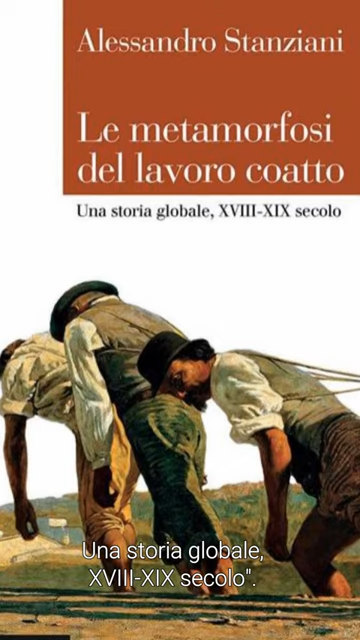 Alessandro Stanziani
Le metamorfosi
del lavoro coatto
Una storia globale, XVIII-XIX secolo
Una storia globale,
XVIII-XIX secolo".